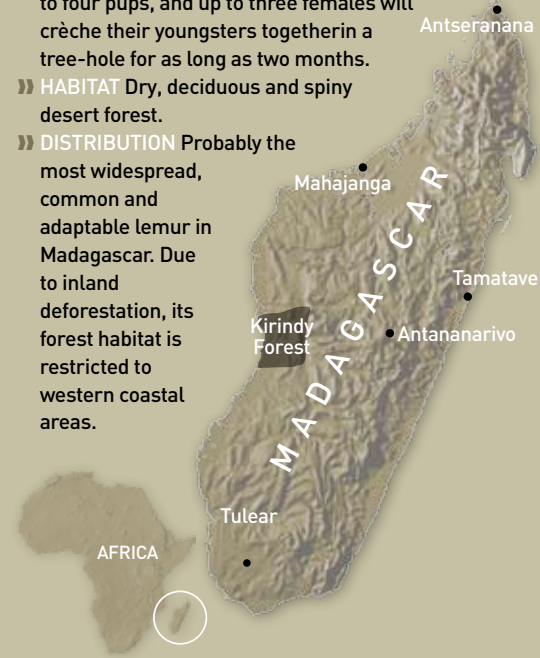 to four pups, and up to three females will
crèche their youngsters togetherin a
tree-hole for as long as two months.
» HABITAT Dry, deciduous and spiny
desert forest.
» DISTRIBUTION Probably the
most widespread,
common and
adaptable lemur in
Madagascar. Due
to inland
deforestation, its
forest habitat is
restricted to
western coastal
areas.
Antseranana
Mahajanga
MADAGASCAR
Tamatave
Kirindy
Forest
Antananarivo
Tulear
AFRICA